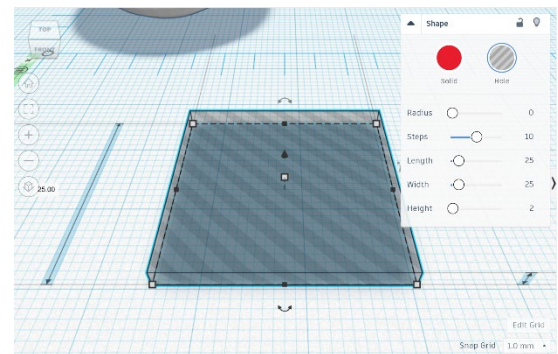 TOP
FRONT
25.00
Shape
Solid
Hole
Radius 0
Steps 10
Length 25
Width 25
Height 2
Edit Grid
Snap Grid 1.0 mm